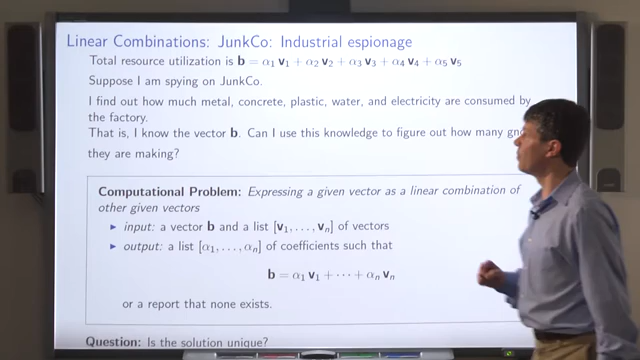 Linear Combinations: JunkCo: Industrial espionage
Total resource utilization is b = α₁ v₁ + α₂ v₂ + α₃ v₃ + α₄ v₄ + α₅ v₅
Suppose I am spying on JunkCo.
I find out how much metal, concrete, plastic, water, and electricity are consumed by
the factory.
That is, I know the vector b. Can I use this knowledge to figure out how many
they are making?
Computational Problem: Expressing a given vector as a linear combination of
other given vectors
▶ input: a vector b and a list [v₁, . . . , vₙ] of vectors
▶ output: a list [α₁, . . . , αₙ] of coefficients such that
b = α₁ v₁ + · · · + αₙ vₙ
or a report that none exists.
Question: Is the solution unique?